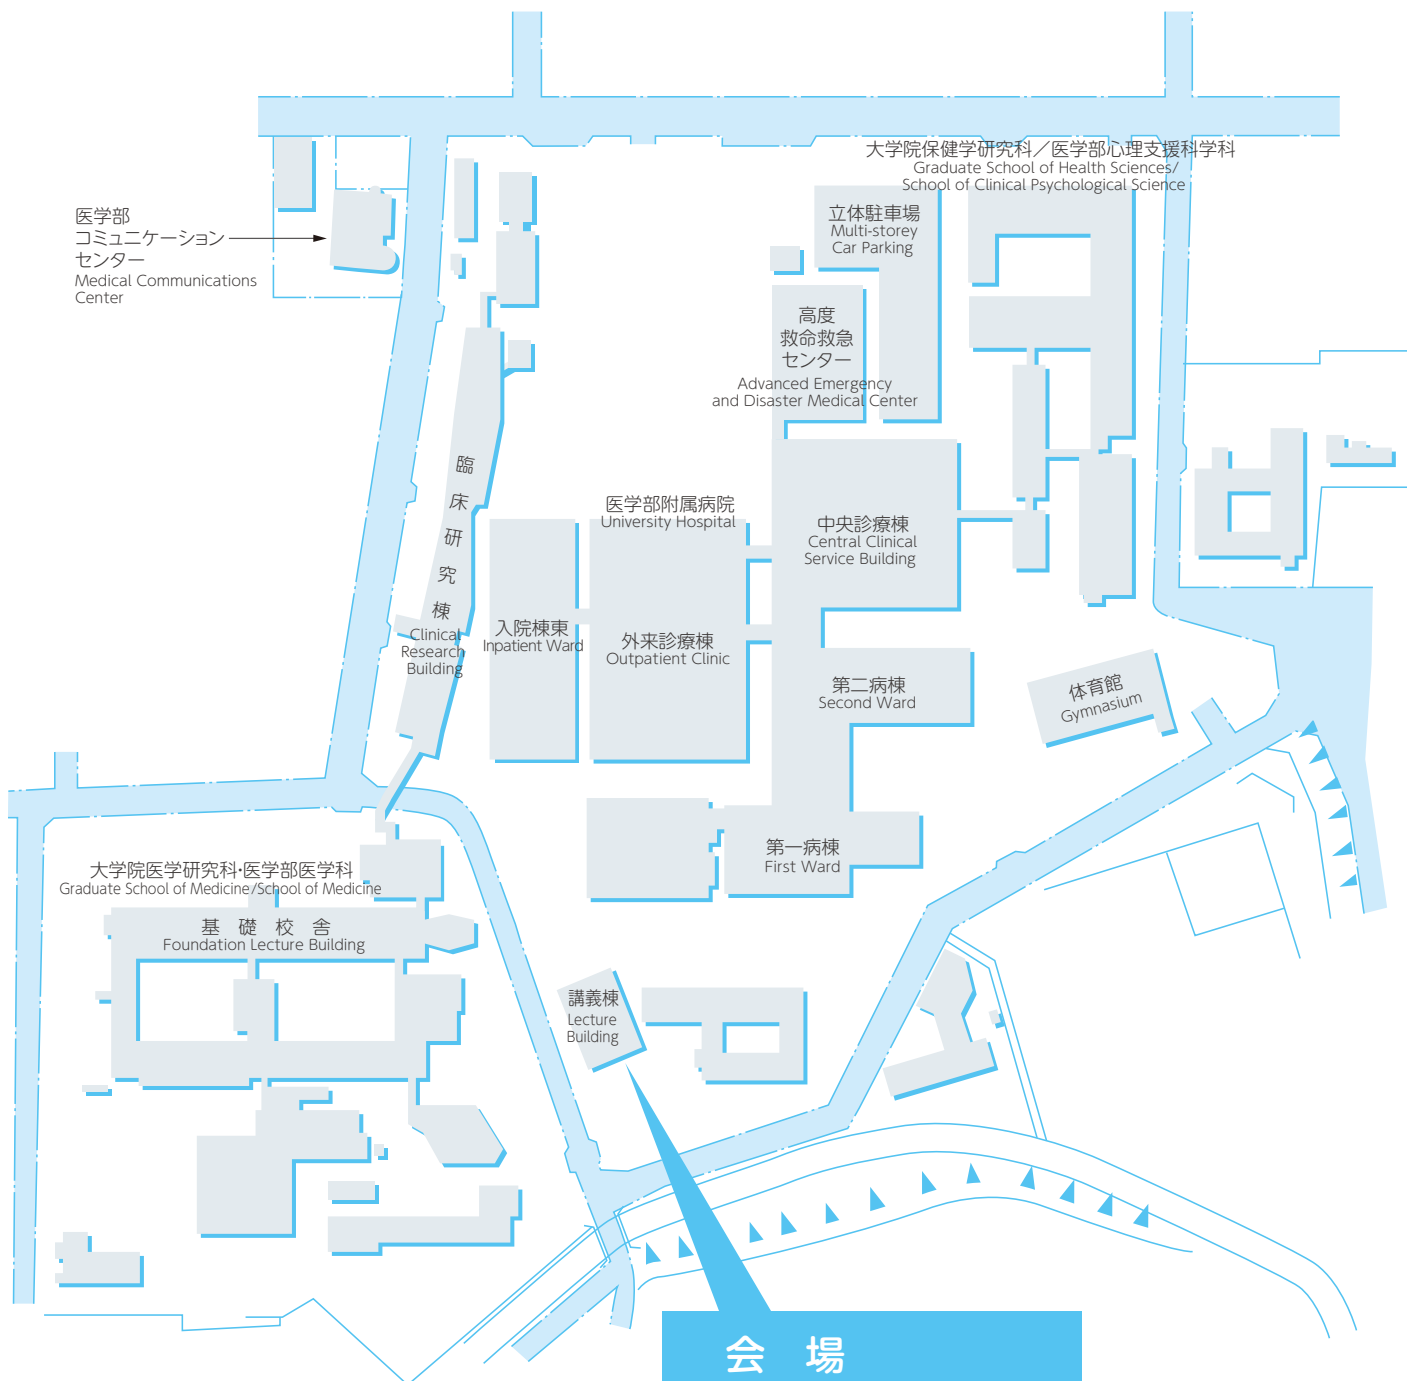 大学院保健学研究科／医学部心理支援科学科
Graduate School of Health Sciences/
School of Clinical Psychological Science
医学部
コミュニケーション
センター
Medical Communications
Center
立体駐車場
Multi-storey
Car Parking
高度
救命救急
センター
Advanced Emergency
and Disaster Medical Center
臨床研究棟
Clinical
Research
Building
医学部附属病院
University Hospital
中央診療棟
Central Clinical
Service Building
入院棟東
Inpatient Ward
外来診療棟
Outpatient Clinic
第二病棟
Second Ward
体育館
Gymnasium
第一病棟
First Ward
大学院医学研究科・医学部医学科
Graduate School of Medicine/School of Medicine
基礎校舎
Foundation Lecture Building
講義棟
Lecture
Building
会場